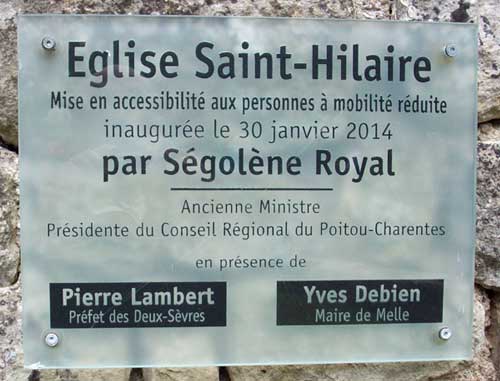 Eglise Saint-Hilaire
Mise en accessibilité aux personnes à mobilité réduite
inaugurée le 30 janvier 2014
par Ségolène Royal
Ancienne Ministre
Présidente du Conseil Régional du Poitou-Charentes
en présence de
Pierre Lambert
Préfet des Deux-Sèvres
Yves Debien
Maire de Melle